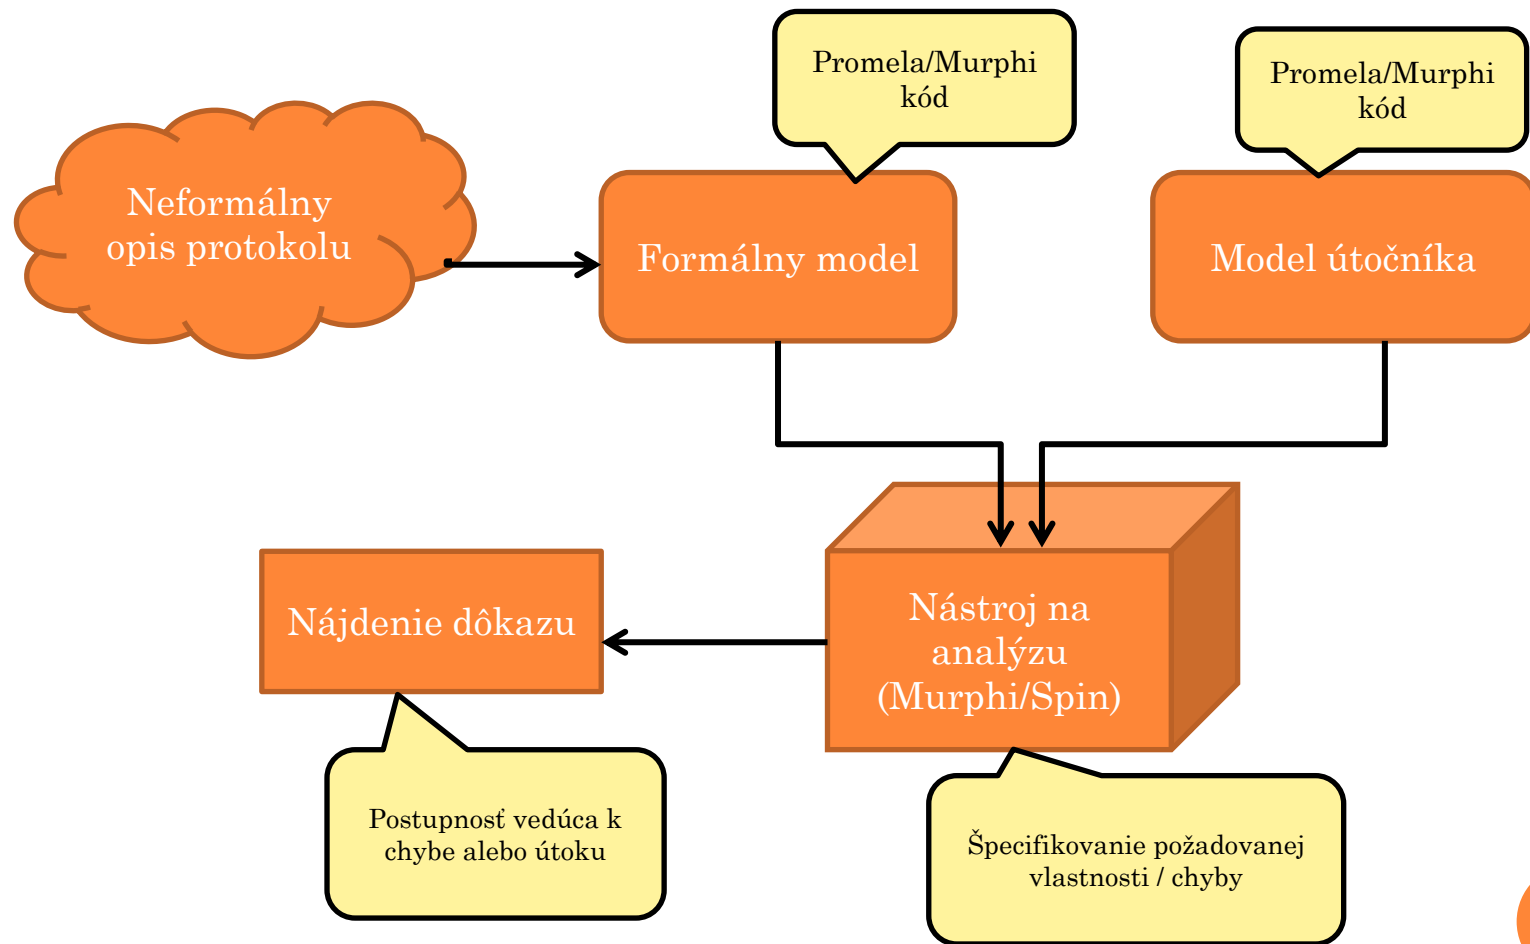 Promela/Murphi
kód
Promela/Murphi
kód
Neformálny
opis protokolu
Formálny model
Model útočníka
Nájdenie dôkazu
Nástroj na
analýzu
(Murphi/Spin)
Postupnosť vedúca k
chybe alebo útoku
Špecifikovanie požadovanej
vlastnosti / chyby